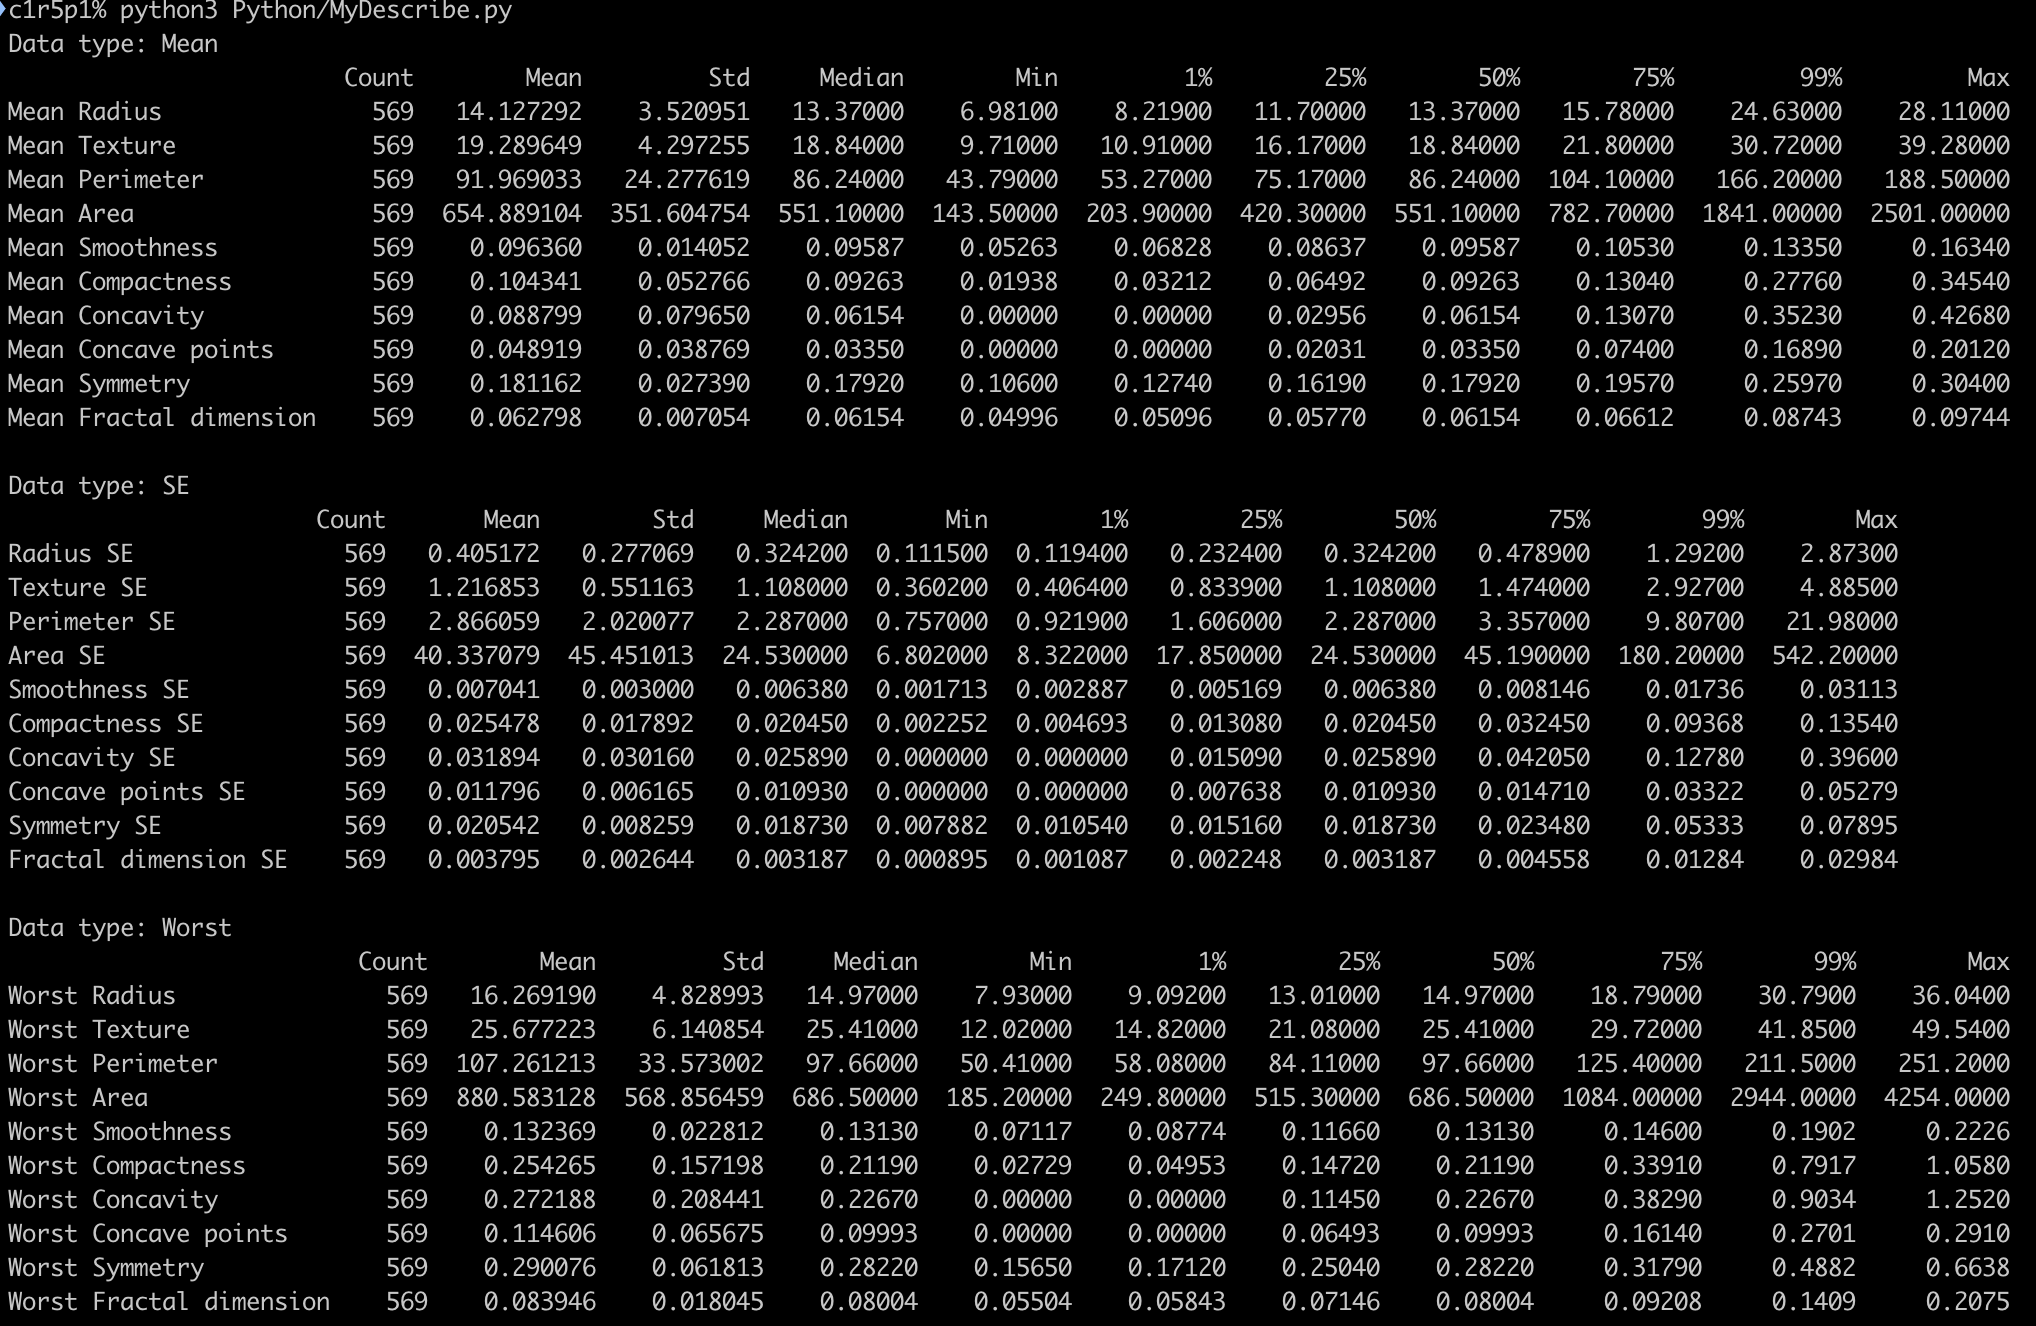 c1r5p1% python3 Python/MyDescribe.py
Data type: Mean
Count Mean Std Median Min 1% 25% 50% 75% 99% Max
Mean Radius 569 14.127292 3.520951 13.37000 6.98100 8.21900 11.70000 13.37000 15.78000 24.63000 28.11000
Mean Texture 569 19.289649 4.297255 18.84000 9.71000 10.91000 16.17000 18.84000 21.80000 30.72000 39.28000
Mean Perimeter 569 91.969033 24.277619 86.24000 43.79000 53.27000 75.17000 86.24000 104.10000 166.20000 188.50000
Mean Area 569 654.889104 351.604754 551.10000 143.50000 203.90000 420.30000 551.10000 782.70000 1841.00000 2501.00000
Mean Smoothness 569 0.096360 0.014052 0.09587 0.05263 0.06828 0.08637 0.09587 0.10530 0.13350 0.16340
Mean Compactness 569 0.104341 0.052766 0.09263 0.01938 0.03212 0.06492 0.09263 0.13040 0.27760 0.34540
Mean Concavity 569 0.088799 0.079650 0.06154 0.00000 0.00000 0.02956 0.06154 0.13070 0.35230 0.42680
Mean Concave points 569 0.048919 0.038769 0.03350 0.00000 0.00000 0.02031 0.03350 0.07400 0.16890 0.20120
Mean Symmetry 569 0.181162 0.027390 0.17920 0.10600 0.12740 0.16190 0.17920 0.19570 0.25970 0.30400
Mean Fractal dimension 569 0.062798 0.007054 0.06154 0.04996 0.05096 0.05770 0.06154 0.06612 0.08743 0.09744
Data type: SE
Count Mean Std Median Min 1% 25% 50% 75% 99% Max
Radius SE 569 0.405172 0.277069 0.324200 0.111500 0.119400 0.232400 0.324200 0.478900 1.29200 2.87300
Texture SE 569 1.216853 0.551163 1.108000 0.360200 0.406400 0.833900 1.108000 1.474000 2.92700 4.88500
Perimeter SE 569 2.866059 2.020077 2.287000 0.757000 0.921900 1.606000 2.287000 3.357000 9.80700 21.98000
Area SE 569 40.337079 45.451013 24.530000 6.802000 8.322000 17.850000 24.530000 45.190000 180.20000 542.20000
Smoothness SE 569 0.007041 0.003000 0.006380 0.001713 0.002887 0.005169 0.006380 0.008146 0.01736 0.03113
Compactness SE 569 0.025478 0.017892 0.020450 0.002252 0.004693 0.013080 0.020450 0.032450 0.09368 0.13540
Concavity SE 569 0.031894 0.030160 0.025890 0.000000 0.000000 0.015090 0.025890 0.042050 0.12780 0.39600
Concave points SE 569 0.011796 0.006165 0.010930 0.000000 0.000000 0.007638 0.010930 0.014710 0.03322 0.05279
Symmetry SE 569 0.020542 0.008259 0.018730 0.007882 0.010540 0.015160 0.018730 0.023480 0.05333 0.07895
Fractal dimension SE 569 0.003795 0.002644 0.003187 0.000895 0.001087 0.002248 0.003187 0.004558 0.01284 0.02984
Data type: Worst
Count Mean Std Median Min 1% 25% 50% 75% 99% Max
Worst Radius 569 16.269190 4.828993 14.97000 7.93000 9.09200 13.01000 14.97000 18.79000 30.7900 36.0400
Worst Texture 569 25.677223 6.140854 25.41000 12.02000 14.82000 21.08000 25.41000 29.72000 41.8500 49.5400
Worst Perimeter 569 107.261213 33.573002 97.66000 50.41000 58.08000 84.11000 97.66000 125.40000 211.5000 251.2000
Worst Area 569 880.583128 568.856459 686.50000 185.20000 249.80000 515.30000 686.50000 1084.00000 2944.0000 4254.0000
Worst Smoothness 569 0.132369 0.022812 0.13130 0.07117 0.08774 0.11660 0.13130 0.14600 0.1902 0.2226
Worst Compactness 569 0.254265 0.157198 0.21190 0.02729 0.04953 0.14720 0.21190 0.33910 0.7917 1.0580
Worst Concavity 569 0.272188 0.208441 0.22670 0.00000 0.00000 0.11450 0.22670 0.38290 0.9034 1.2520
Worst Concave points 569 0.114606 0.065675 0.09993 0.00000 0.00000 0.06493 0.09993 0.16140 0.2701 0.2910
Worst Symmetry 569 0.290076 0.061813 0.28220 0.15650 0.17120 0.25040 0.28220 0.31790 0.4882 0.6638
Worst Fractal dimension 569 0.083946 0.018045 0.08004 0.05504 0.05843 0.07146 0.08004 0.09208 0.1409 0.2075